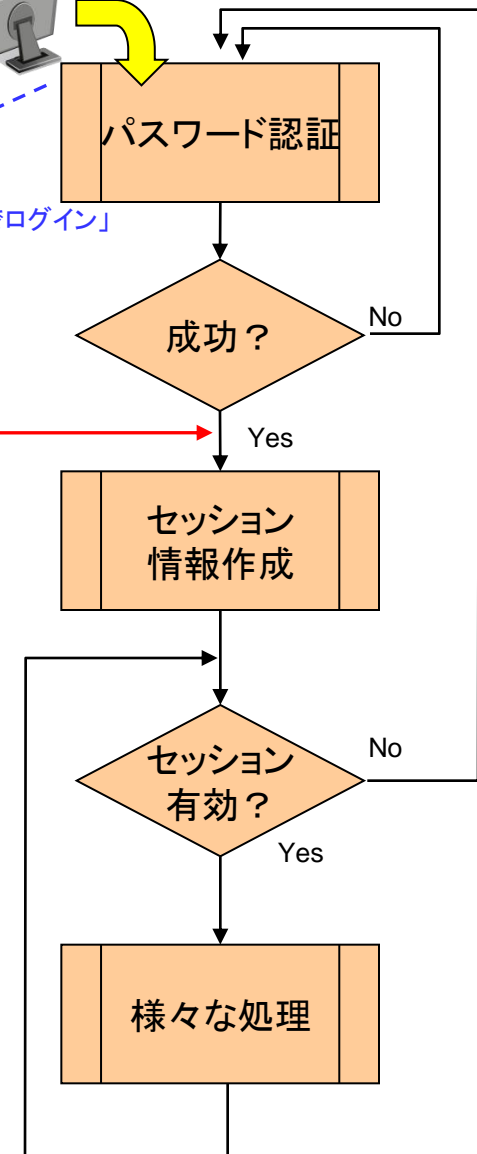 パスワード認証
ログイン」
成功？
No
Yes
セッション
情報作成
セッション
有効？
No
Yes
様々な処理